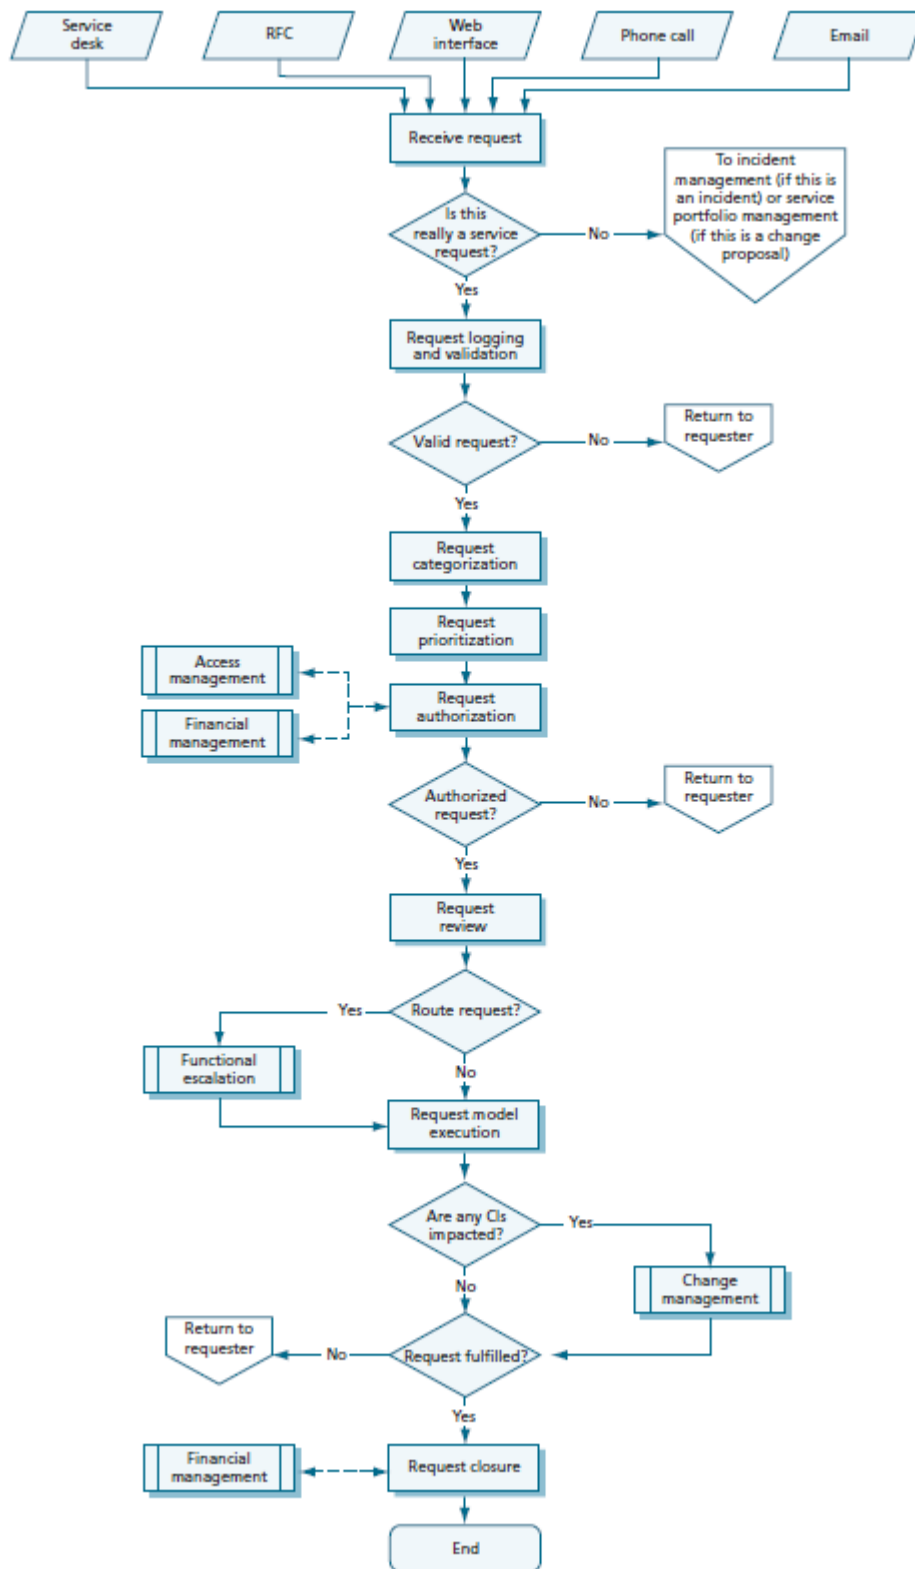 Service
desk
RFC
Web
interface
Phone call
Email
Receive request
To incident
management (if this is
an incident) or service
portfolio management
(if this is a change
proposal)
Is this
really a service
request?
No
Yes
Request logging
and validation
Valid request?
No
Return to
requester
Yes
Request
categorization
Request
prioritization
Access
management
Request
authorization
Financial
management
Authorized
request?
No
Return to
requester
Yes
Request
review
Route request?
Yes
No
Functional
escalation
Request model
execution
Are any CIs
impacted?
Yes
No
Change
management
Request fulfilled?
No
Return to
requester
Yes
Financial
management
Request closure
End